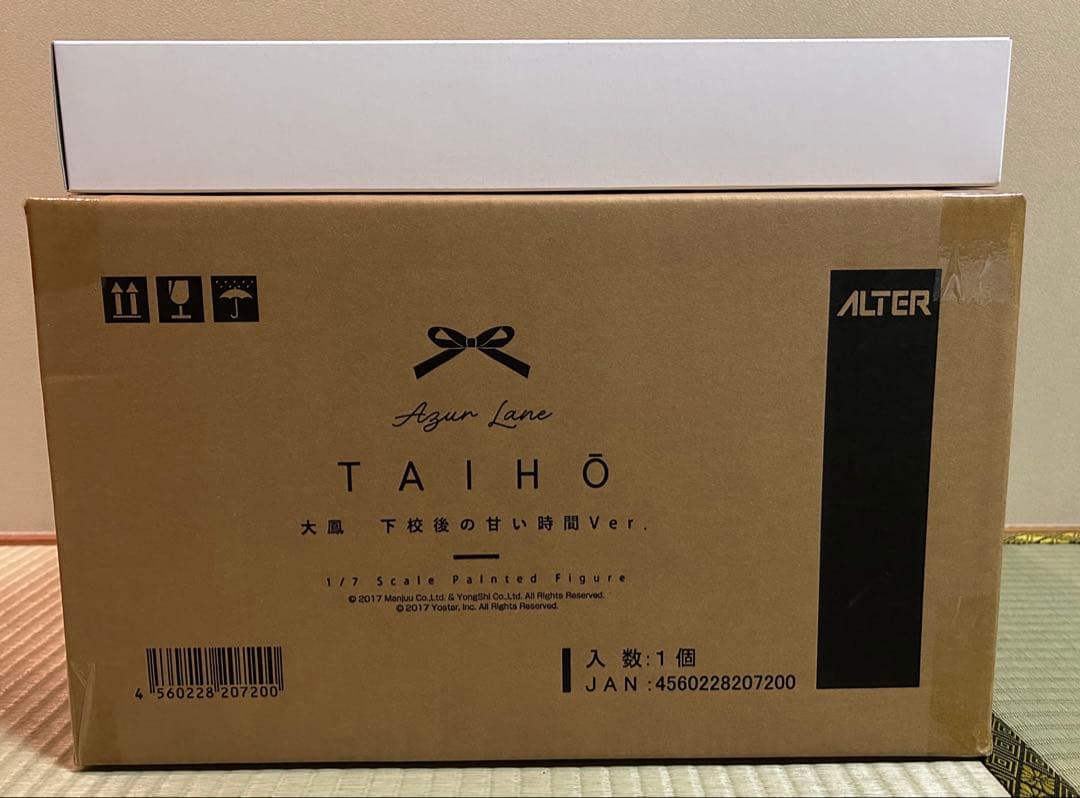 ALTER
Azur Lane
TAIHŌ
大鳳 下校後の甘い時間Ver.
1/7 Scale Painted Figure
© 2017 Manjuu Co.,Ltd. & YongShi Co.,Ltd. All Rights Reserved.
© 2017 Yostar, Inc. All Rights Reserved.
入数:1個
JAN:4560228207200
4 560228 207200